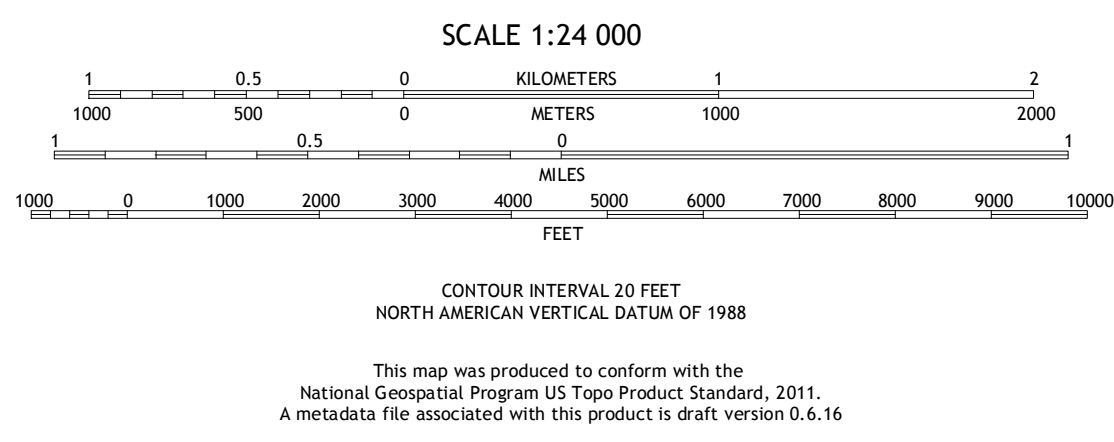 SCALE 1:24 000
1 0.5 0 KILOMETERS 1 2
1000 500 0 METERS 1000 2000
1 0.5 0 1
MILES
1000 0 1000 2000 3000 4000 5000 6000 7000 8000 9000 10000
FEET
CONTOUR INTERVAL 20 FEET
NORTH AMERICAN VERTICAL DATUM OF 1988
This map was produced to conform with the
National Geospatial Program US Topo Product Standard, 2011.
A metadata file associated with this product is draft version 0.6.16